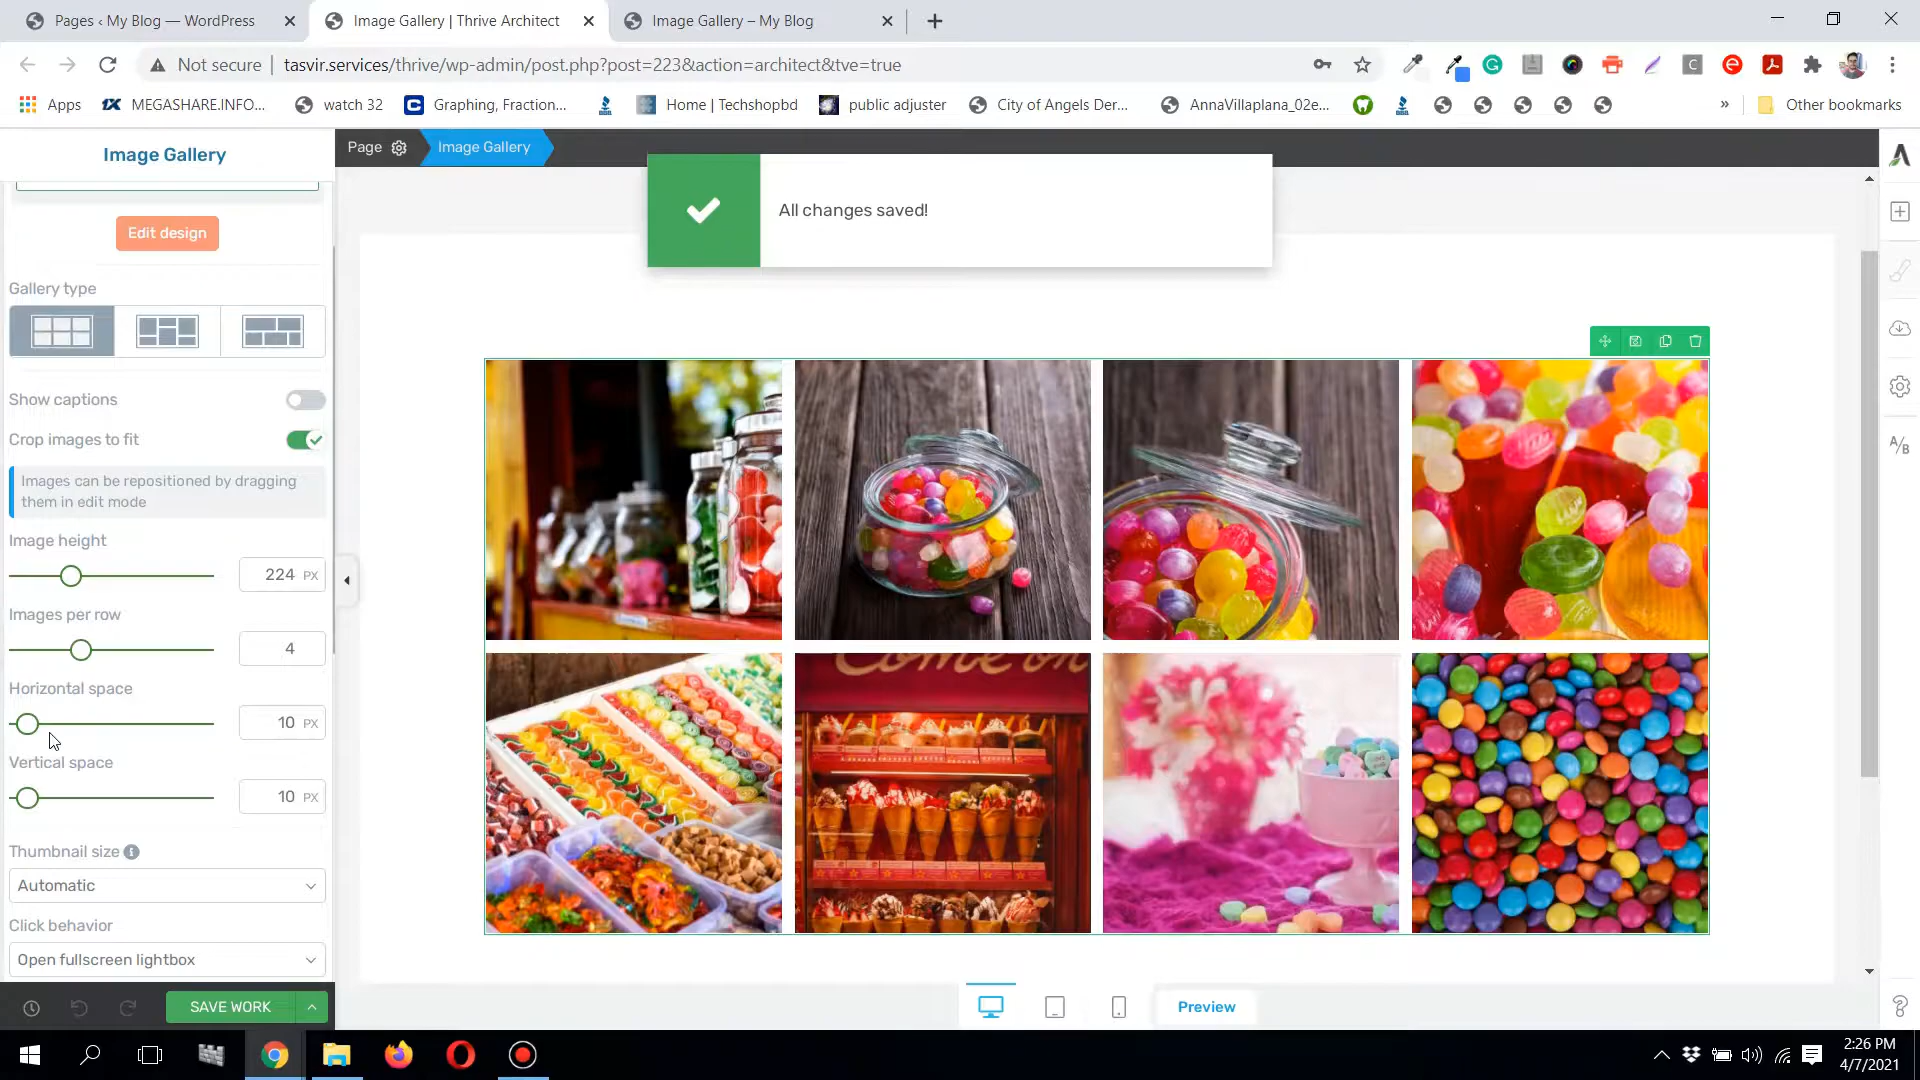 Pages ‹ My Blog — WordPress
Image Gallery | Thrive Architect
Image Gallery – My Blog
Not secure
tasvir.services/thrive/wp-admin/post.php?post=223&action=architect&tve=true
Apps
MEGASHARE.INFO...
watch 32
Graphing, Fraction...
Home | Techshopbd
public adjuster
City of Angels Der...
AnnaVillaplana_02e...
»
Other bookmarks
Image Gallery
Page
Image Gallery
All changes saved!
Edit design
Gallery type
Show captions
Crop images to fit
Images can be repositioned by dragging
them in edit mode
Image height
224 PX
Images per row
4
Horizontal space
10 PX
Vertical space
10 PX
Thumbnail size
Automatic
Click behavior
Open fullscreen lightbox
Come on
A/B
SAVE WORK
Preview
2:26 PM
4/7/2021